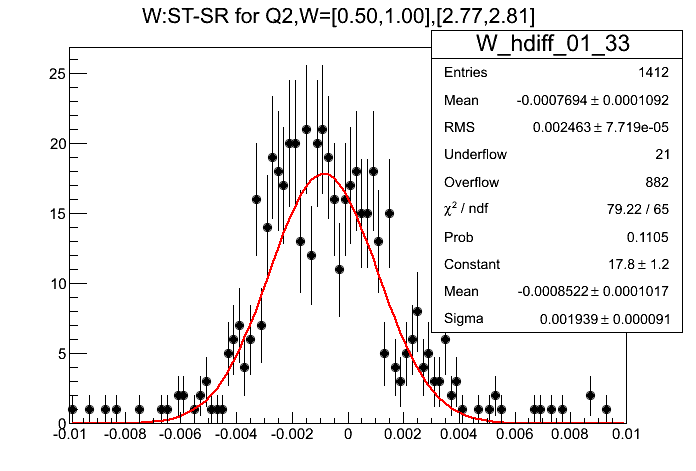 W:ST-SR for Q2,W=[0.50,1.00],[2.77,2.81]
W_hdiff_01_33
Entries 1412
Mean -0.0007694 ± 0.0001092
RMS 0.002463 ± 7.719e-05
Underflow 21
Overflow 882
χ² / ndf 79.22 / 65
Prob 0.1105
Constant 17.8 ± 1.2
Mean -0.0008522 ± 0.0001017
Sigma 0.001939 ± 0.000091
25
20
15
10
5
0
-0.01 -0.008 -0.006 -0.004 -0.002 0 0.002 0.004 0.006 0.008 0.01